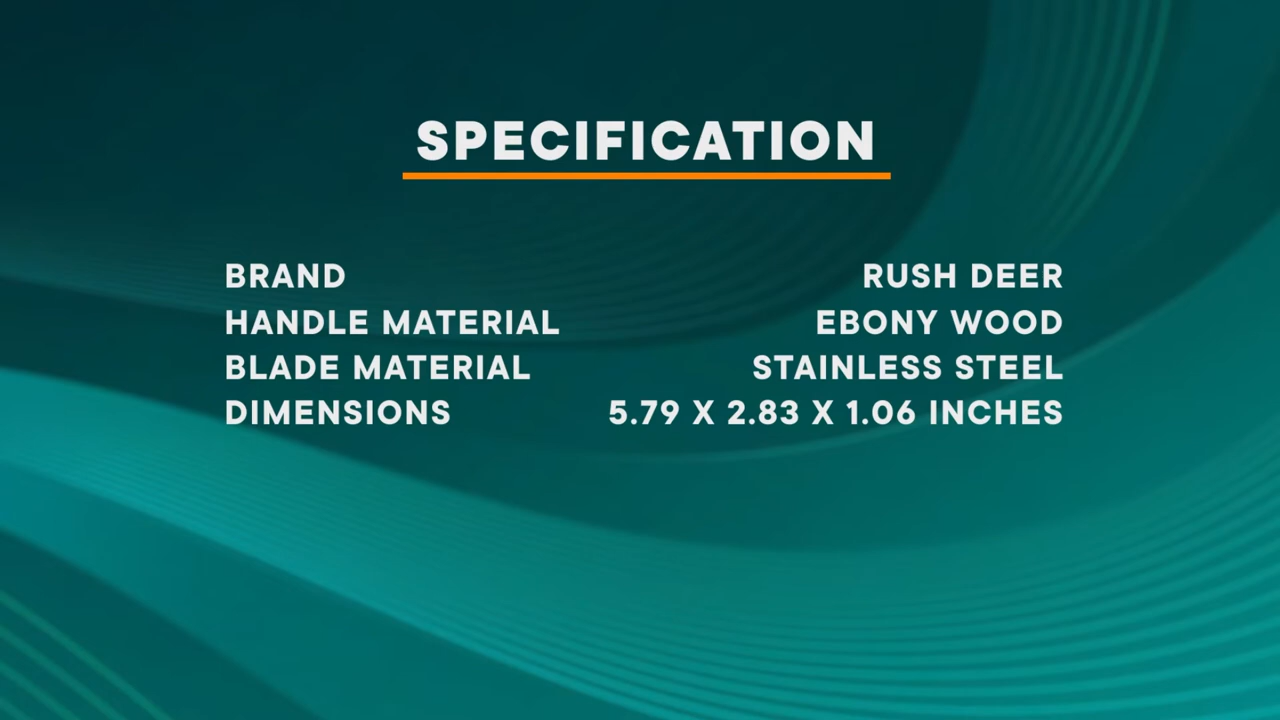 SPECIFICATION
BRAND RUSH DEER
HANDLE MATERIAL EBONY WOOD
BLADE MATERIAL STAINLESS STEEL
DIMENSIONS 5.79 X 2.83 X 1.06 INCHES